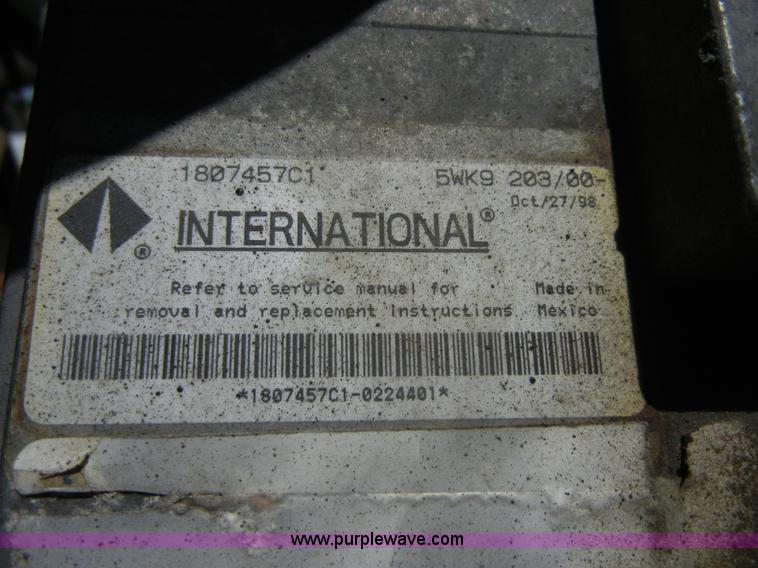 1807457C1 5WK9 203/00-
Oct/27/98
INTERNATIONAL®
®
Refer to service manual for Made in
removal and replacement instructions Mexico
*1807457C1-0224401*
www.purplewave.com